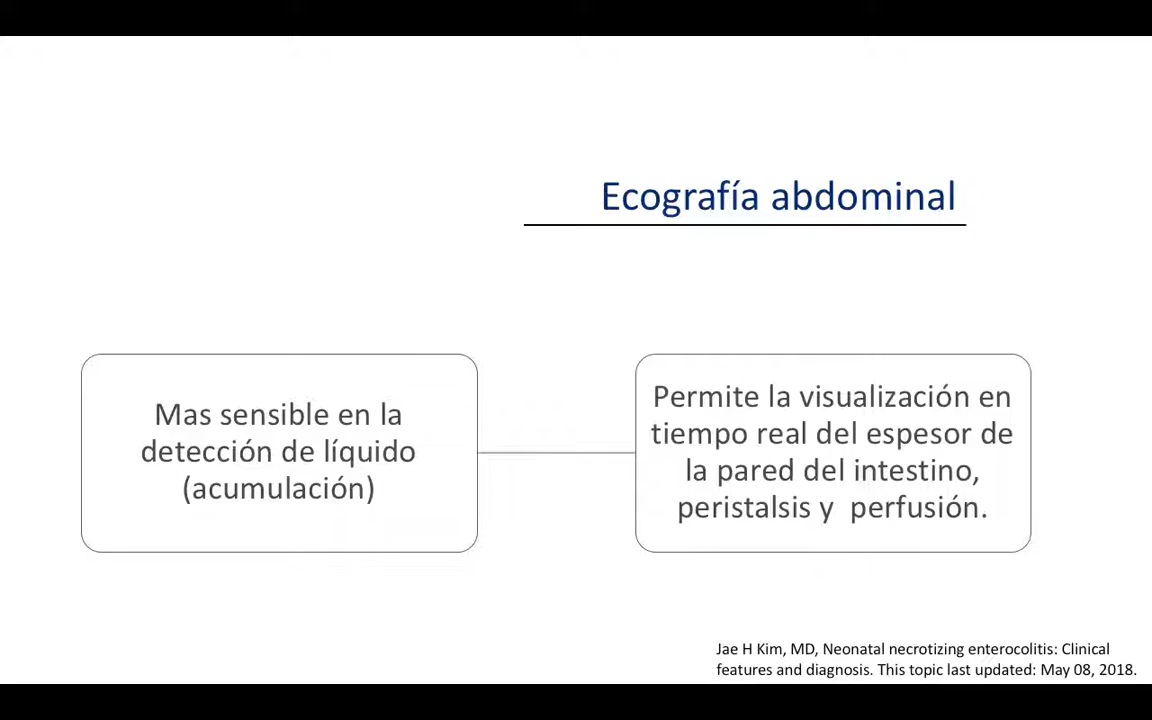 Ecografía abdominal
Mas sensible en la
detección de líquido
(acumulación)
Permite la visualización en
tiempo real del espesor de
la pared del intestino,
peristalsis y  perfusión.
Jae H Kim, MD, Neonatal necrotizing enterocolitis: Clinical
features and diagnosis. This topic last updated: May 08, 2018.